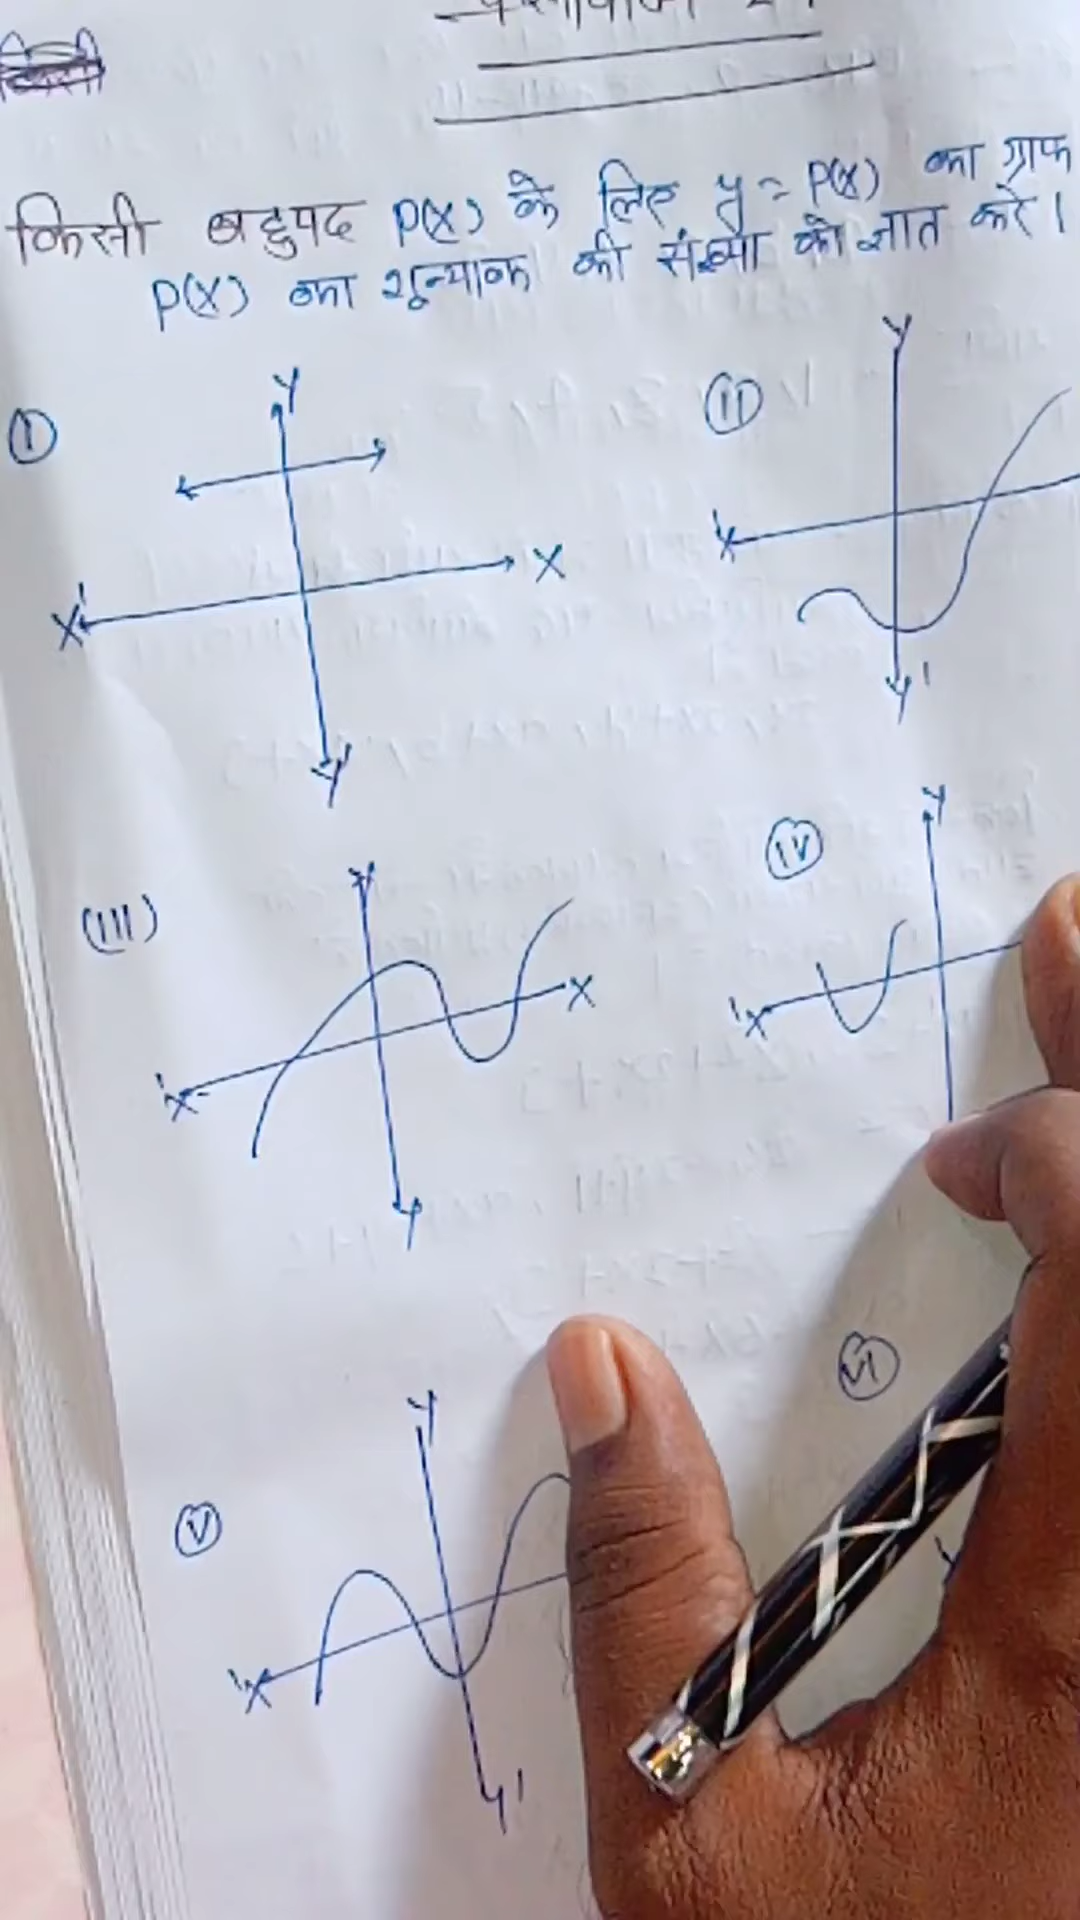 किसी बहुपद P(x) के लिए y = P(x) का ग्राफ
P(x) का शून्याक की संख्या को ज्ञात करे।
(i)
Y
X' X
Y'
(ii)
Y
X'
Y'
(iii)
Y
X' X
Y'
(iv)
Y
X'
(v)
Y
X'
Y'
(vi)